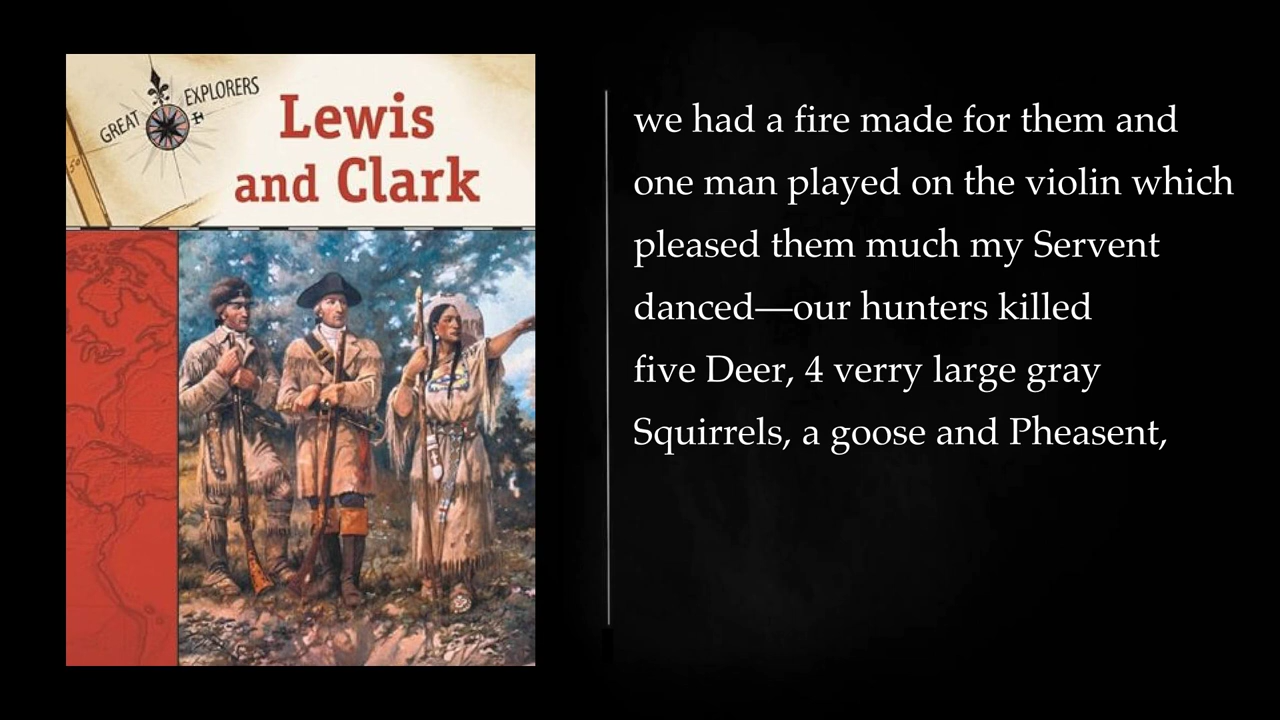 GREAT EXPLORERS
Lewis
and Clark
50
we had a fire made for them and
one man played on the violin which
pleased them much my Servent
danced—our hunters killed
five Deer, 4 verry large gray
Squirrels, a goose and Pheasent,